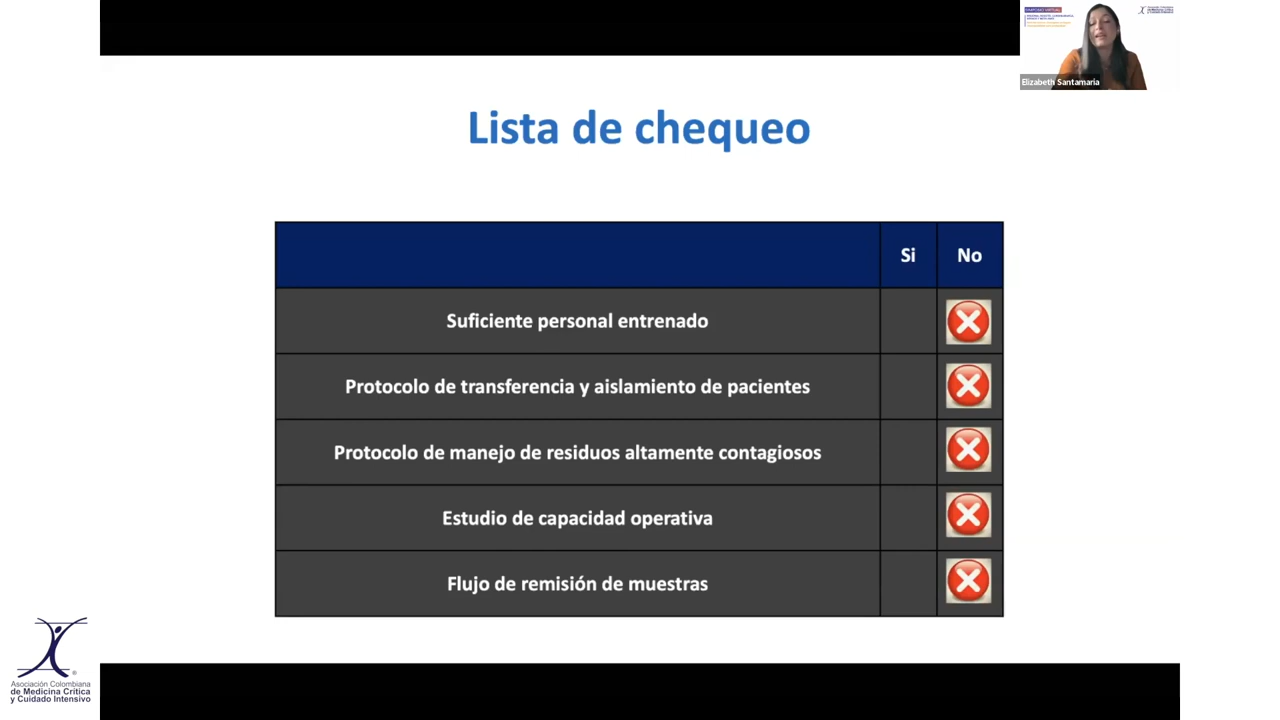 Elizabeth Santamaria
Lista de chequeo
Si
No
Suficiente personal entrenado
Protocolo de transferencia y aislamiento de pacientes
Protocolo de manejo de residuos altamente contagiosos
Estudio de capacidad operativa
Flujo de remisión de muestras
Asociación Colombiana
de Medicina Crítica
y Cuidado Intensivo